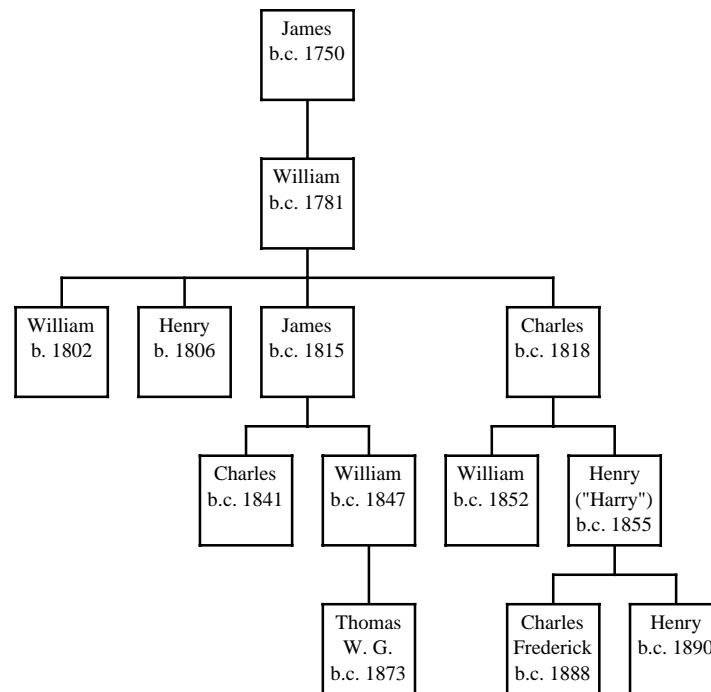 James
b.c. 1750
William
b.c. 1781
William
b. 1802
Henry
b. 1806
James
b.c. 1815
Charles
b.c. 1818
Charles
b.c. 1841
William
b.c. 1847
William
b.c. 1852
Henry
("Harry")
b.c. 1855
Thomas
W. G.
b.c. 1873
Charles
Frederick
b.c. 1888
Henry
b.c. 1890